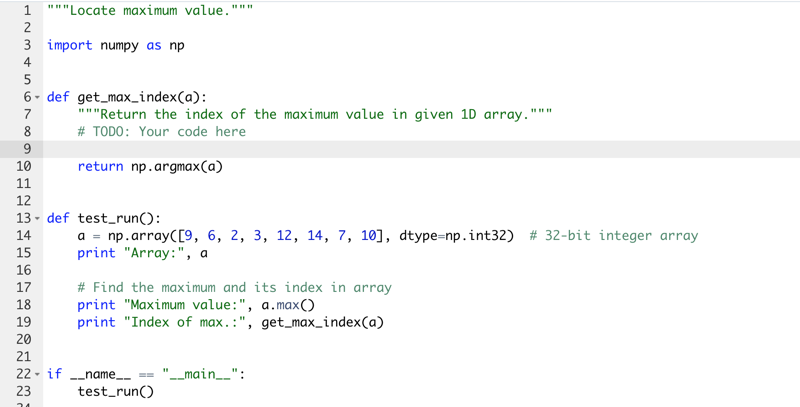 1 """Locate maximum value."""
2
3 import numpy as np
4
5
6 def get_max_index(a):
7 """Return the index of the maximum value in given 1D array."""
8 # TODO: Your code here
9
10 return np.argmax(a)
11
12
13 def test_run():
14 a = np.array([9, 6, 2, 3, 12, 14, 7, 10], dtype=np.int32)  # 32-bit integer array
15 print "Array:", a
16
17 # Find the maximum and its index in array
18 print "Maximum value:", a.max()
19 print "Index of max.:", get_max_index(a)
20
21
22 if __name__ == "__main__":
23 test_run()